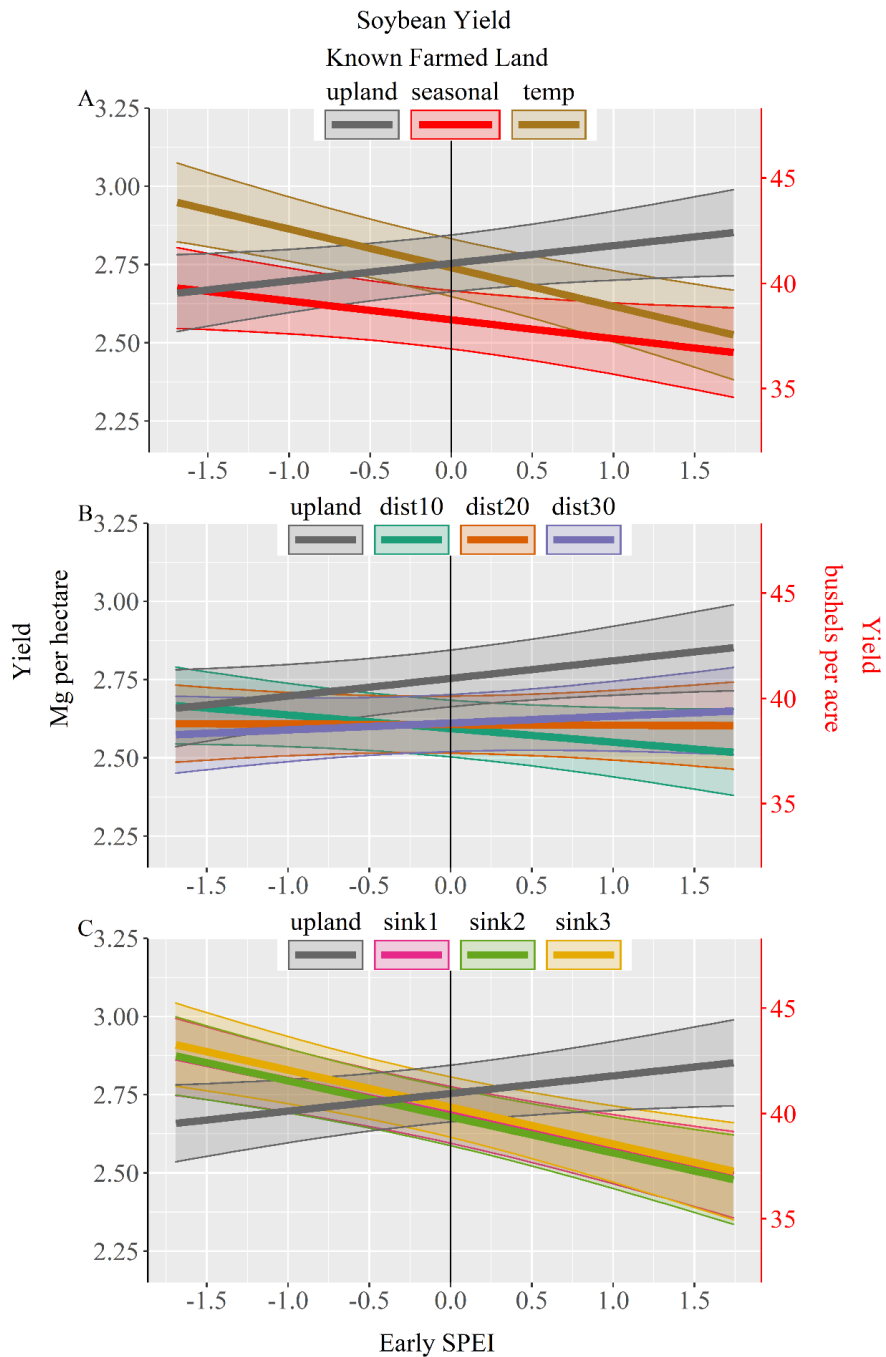 Soybean Yield
Known Farmed Land
A
upland seasonal temp
3.25
3.00
2.75
2.50
2.25
45
40
35
-1.5 -1.0 -0.5 0.0 0.5 1.0 1.5
B
upland dist10 dist20 dist30
3.25
3.00
2.75
2.50
2.25
45
40
35
-1.5 -1.0 -0.5 0.0 0.5 1.0 1.5
Yield
Mg per hectare
Yield
bushels per acre
C
upland sink1 sink2 sink3
3.25
3.00
2.75
2.50
2.25
45
40
35
-1.5 -1.0 -0.5 0.0 0.5 1.0 1.5
Early SPEI